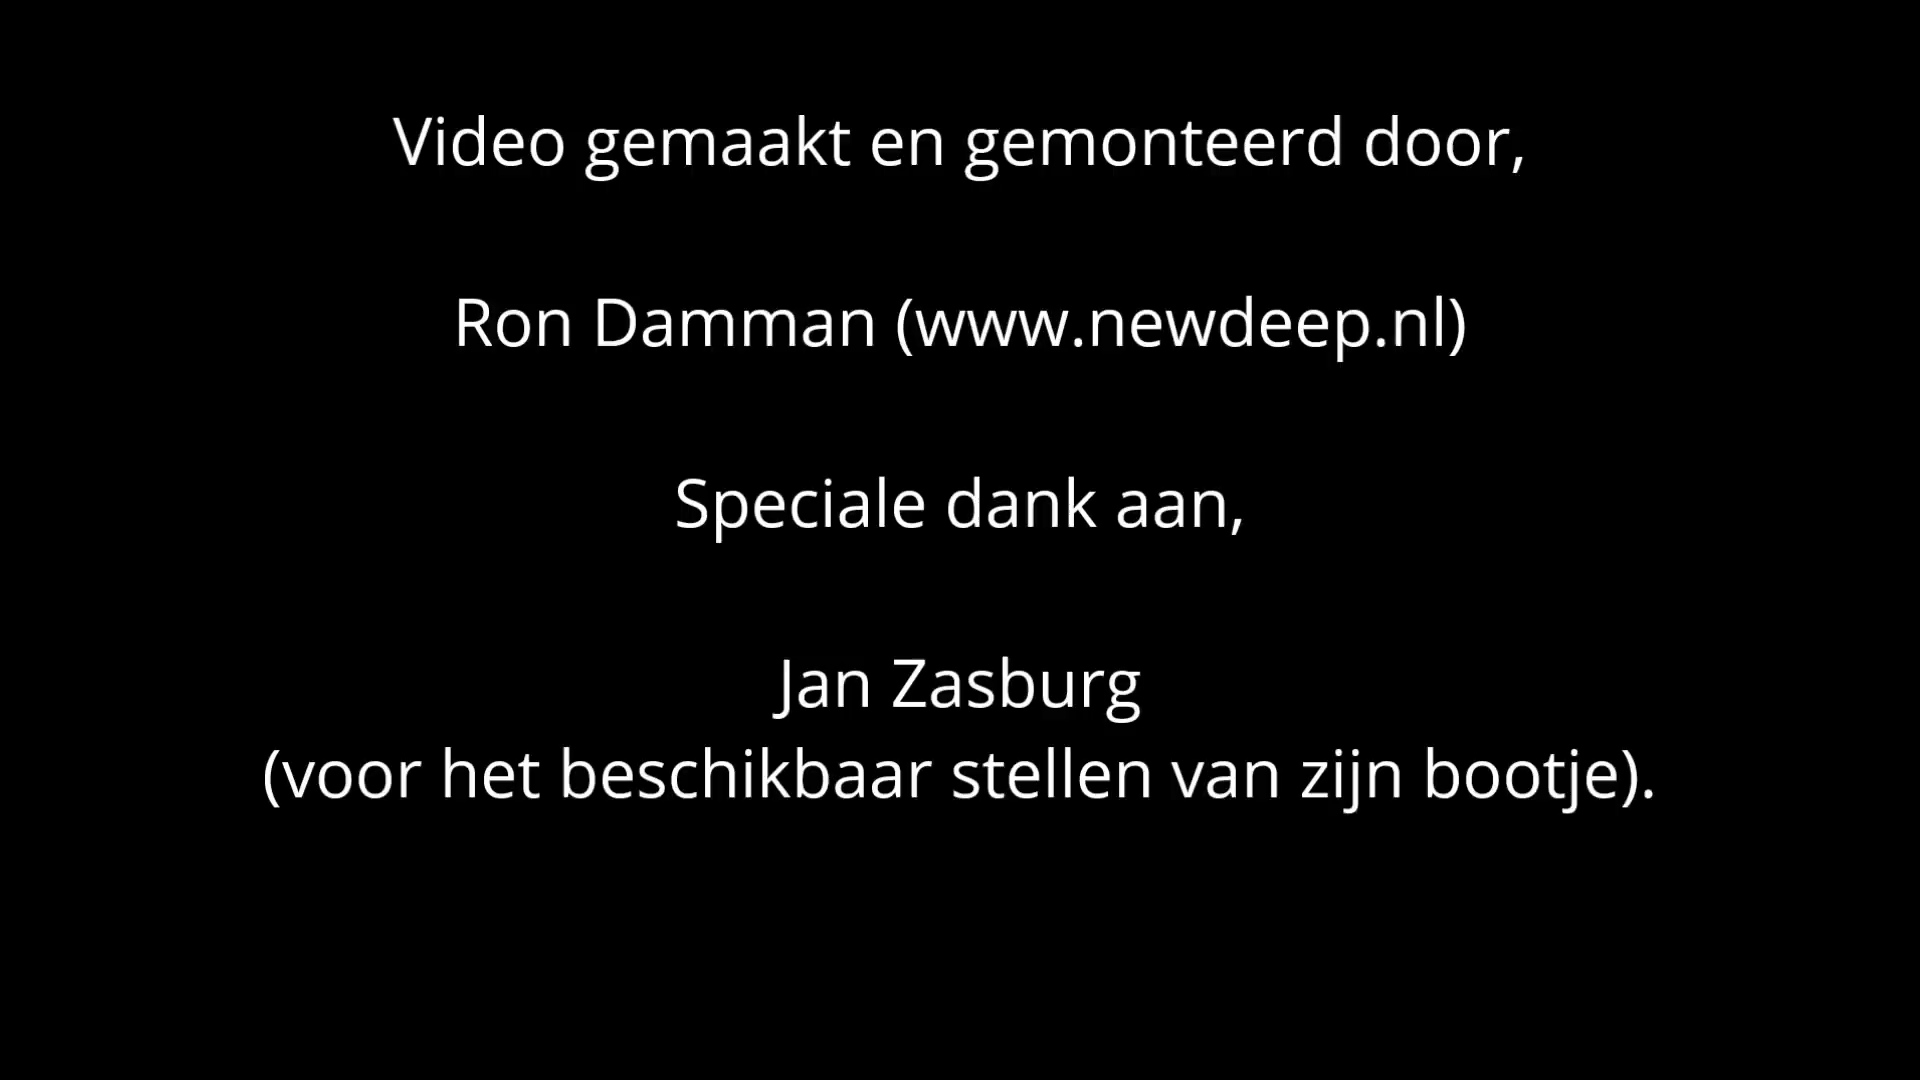 Video gemaakt en gemonteerd door,
Ron Damman (www.newdeep.nl)
Speciale dank aan,
Jan Zasburg
(voor het beschikbaar stellen van zijn bootje).